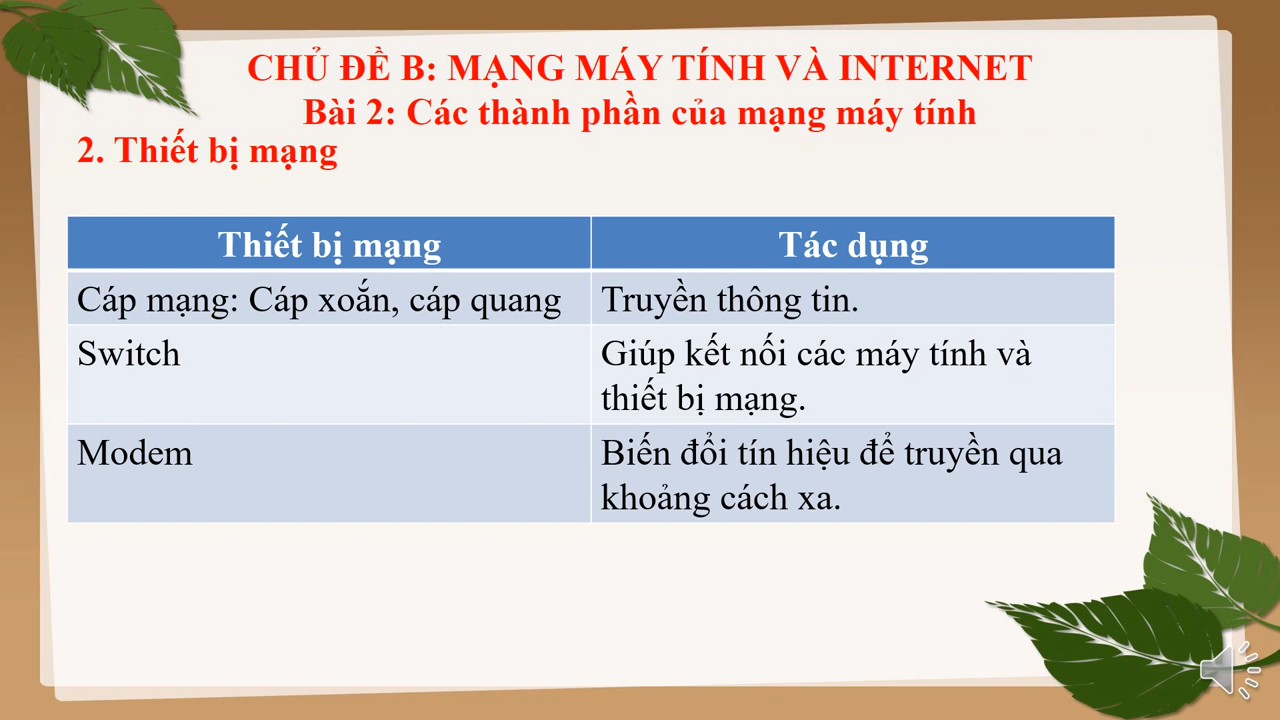 CHỦ ĐỀ B: MẠNG MÁY TÍNH VÀ INTERNET
Bài 2: Các thành phần của mạng máy tính
2. Thiết bị mạng
Thiết bị mạng
Tác dụng
Cáp mạng: Cáp xoắn, cáp quang
Truyền thông tin.
Switch
Giúp kết nối các máy tính và
thiết bị mạng.
Modem
Biến đổi tín hiệu để truyền qua
khoảng cách xa.